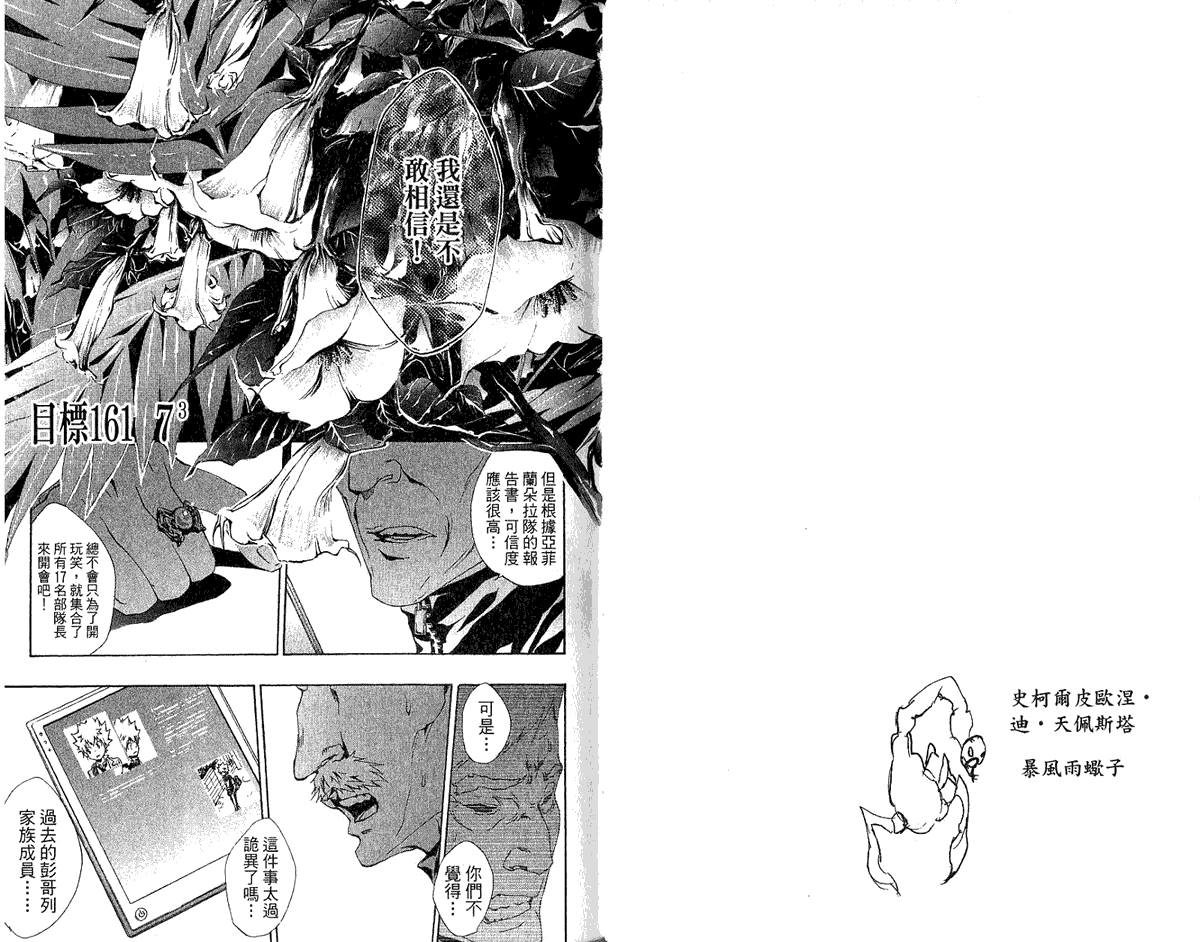 史柯爾皮歐涅・
迪・天佩斯塔
暴風雨蠍子
我還是不
敢相信！
目標161 7³
但是根據亞菲
蘭朵拉隊的報
告書，可信度
應該很高…
總不會只為了開
玩笑，就集合了
所有17名部隊長
來開會吧！
可是…
你們不
覺得…
這件事太過
詭異了嗎…
過去的彭哥列
家族成員……